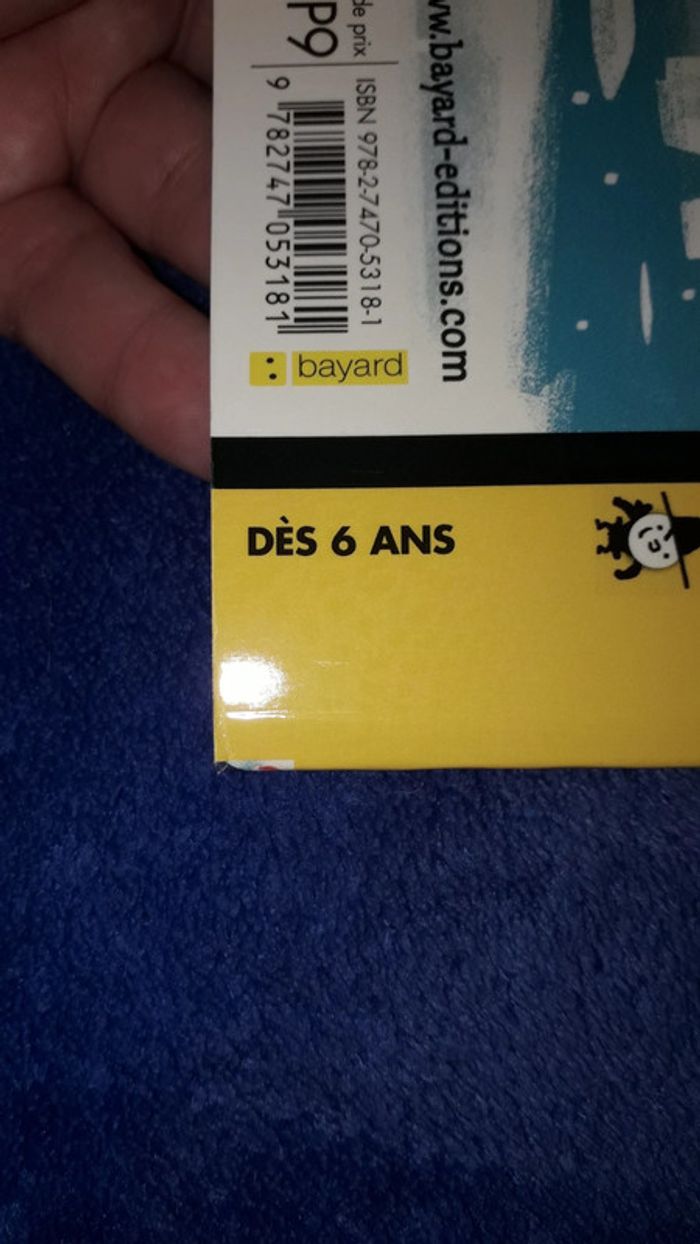 www.bayard-editions.com
de prix
P9
ISBN 978-2-7470-5318-1
9 782747 053181
bayard
DÈS 6 ANS